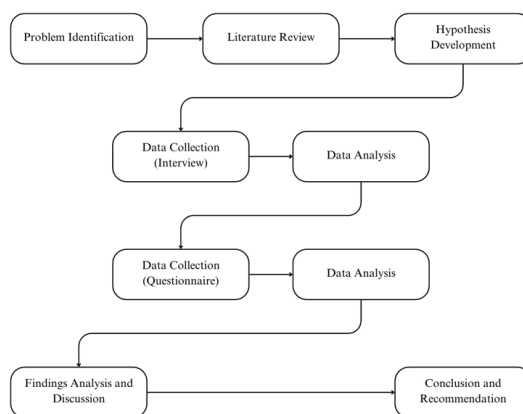 Problem Identification
Literature Review
Hypothesis
Development
Data Collection
(Interview)
Data Analysis
Data Collection
(Questionnaire)
Data Analysis
Findings Analysis and
Discussion
Conclusion and
Recommendation